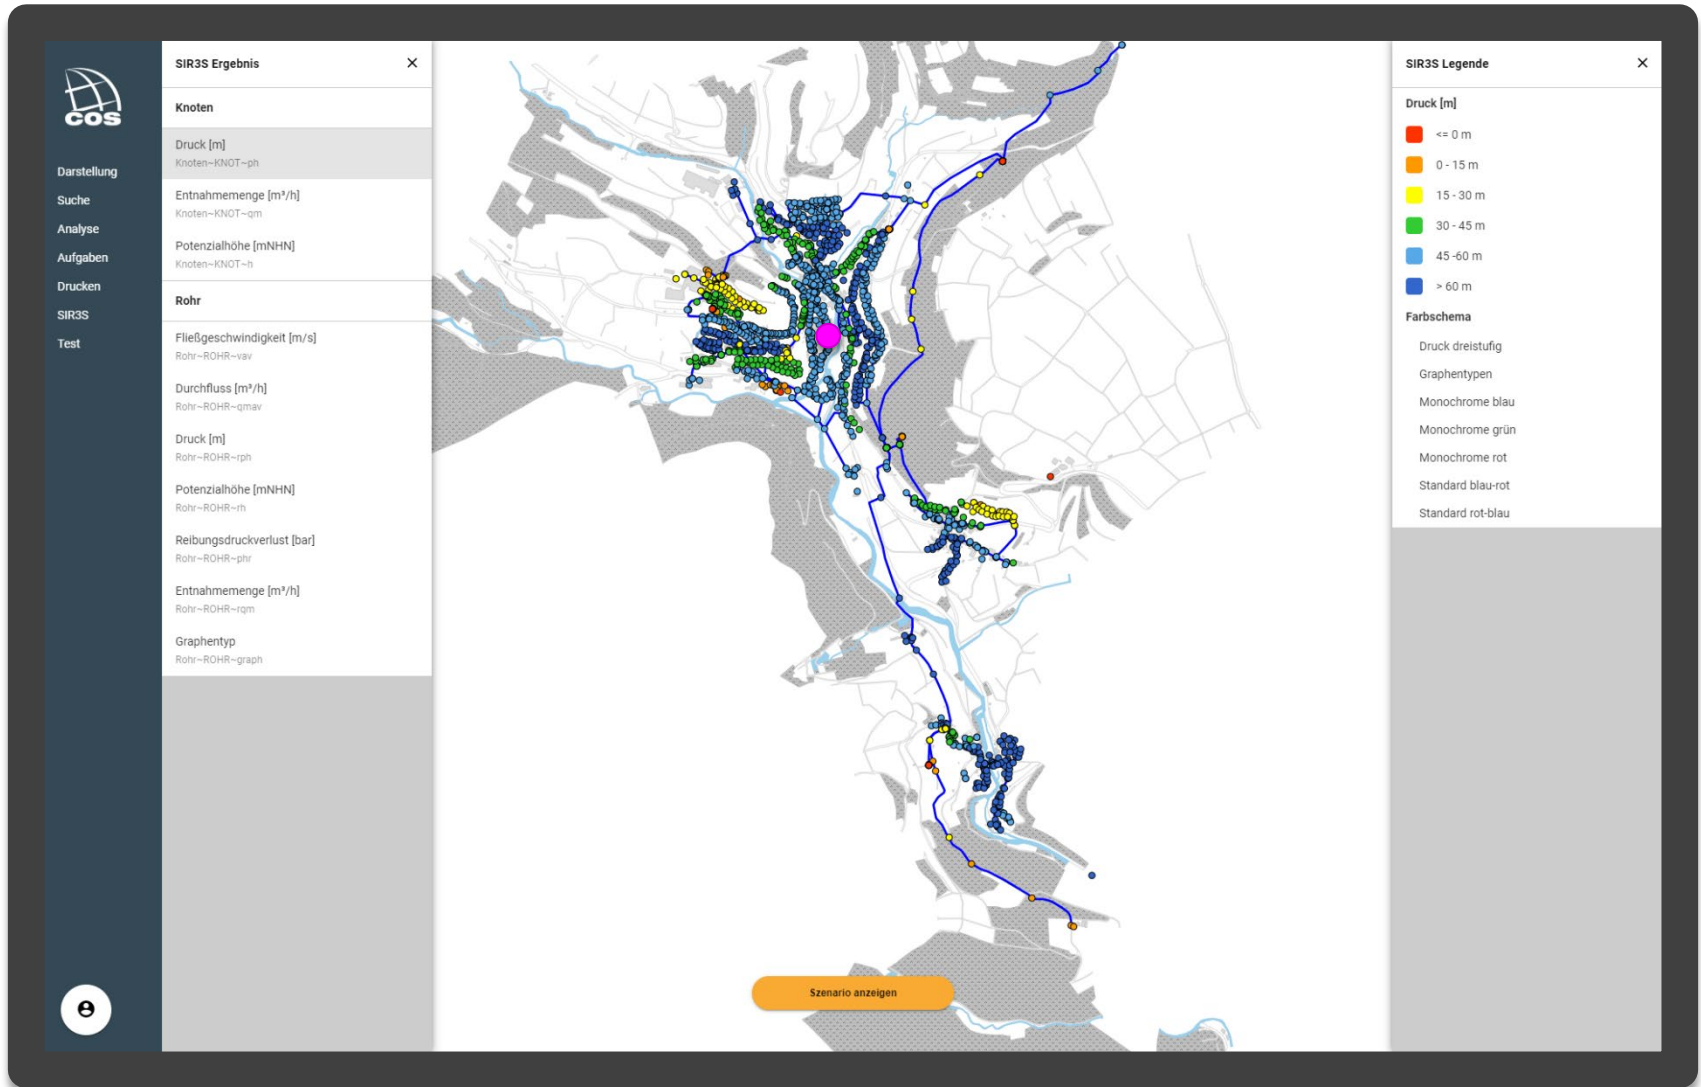 cos
Darstellung
Suche
Analyse
Aufgaben
Drucken
SIR3S
Test
SIR3S Ergebnis
Knoten
Druck [m]
Knoten~KNOT~ph
Entnahmemenge [m³/h]
Knoten~KNOT~qm
Potenzialhöhe [mNHN]
Knoten~KNOT~h
Rohr
Fließgeschwindigkeit [m/s]
Rohr~ROHR~vav
Durchfluss [m³/h]
Rohr~ROHR~qmav
Druck [m]
Rohr~ROHR~rph
Potenzialhöhe [mNHN]
Rohr~ROHR~rh
Reibungsdruckverlust [bar]
Rohr~ROHR~phr
Entnahmemenge [m³/h]
Rohr~ROHR~rqm
Graphentyp
Rohr~ROHR~graph
Szenario anzeigen
SIR3S Legende
Druck [m]
<= 0 m
0 - 15 m
15 - 30 m
30 - 45 m
45 -60 m
> 60 m
Farbschema
Druck dreistufig
Graphentypen
Monochrome blau
Monochrome grün
Monochrome rot
Standard blau-rot
Standard rot-blau